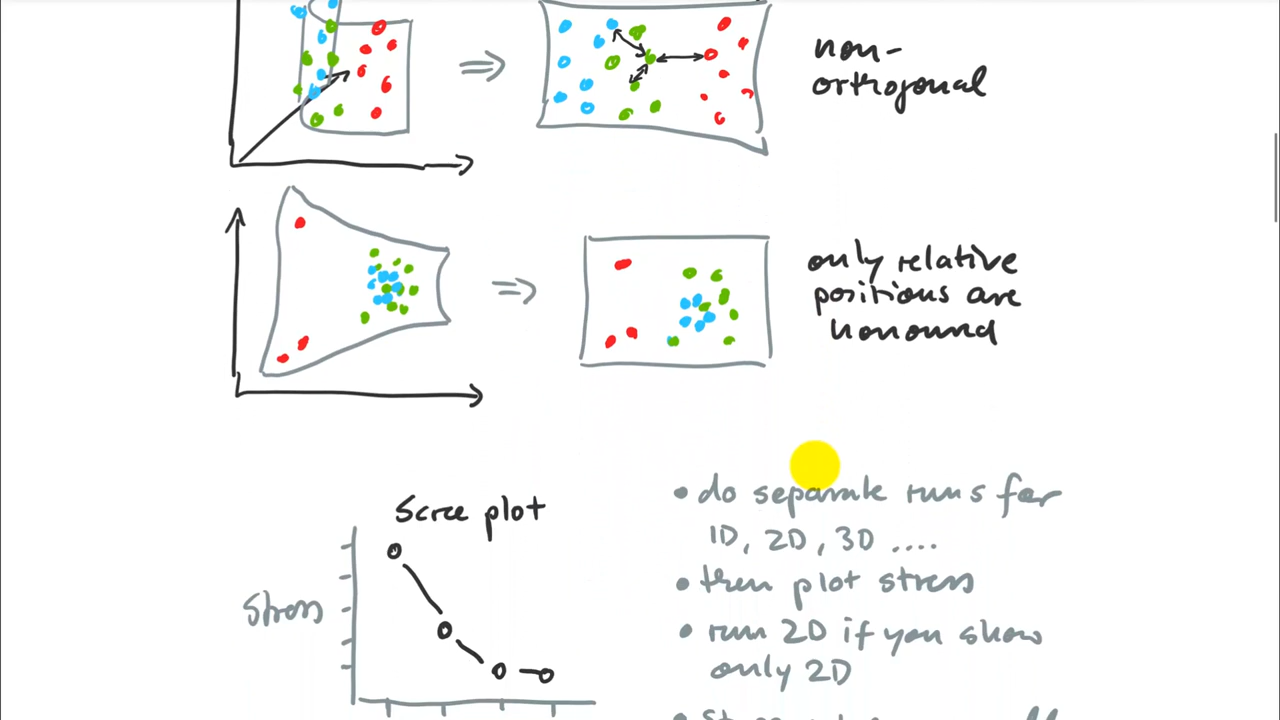 non-
orthogonal
only relative
positions are
honoured
Scree plot
Stress
• do separate runs for
1D, 2D, 3D ....
• then plot stress
• run 2D if you show
only 2D